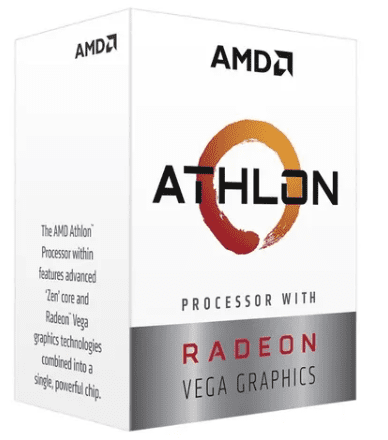 AMD
The AMD Athlon™
Processor within
features advanced
'Zen' core and
Radeon™ Vega
graphics technologies
combined into a
single, powerful chip.
AMD
ATHLON
PROCESSOR WITH
RADEON
VEGA GRAPHICS